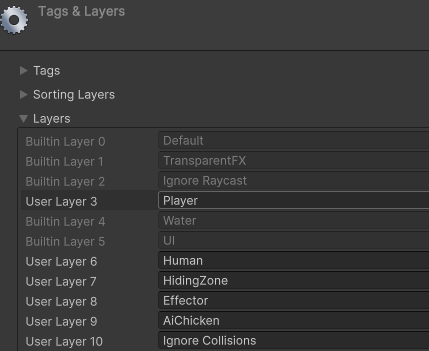 Tags & Layers
Tags
Sorting Layers
Layers
Builtin Layer 0 Default
Builtin Layer 1 TransparentFX
Builtin Layer 2 Ignore Raycast
User Layer 3 Player
Builtin Layer 4 Water
Builtin Layer 5 UI
User Layer 6 Human
User Layer 7 HidingZone
User Layer 8 Effector
User Layer 9 AiChicken
User Layer 10 Ignore Collisions